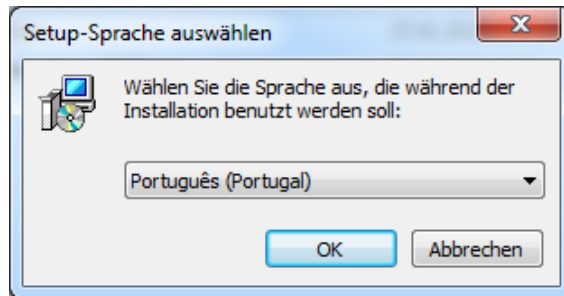 Setup-Sprache auswählen
Wählen Sie die Sprache aus, die während der
Installation benutzt werden soll:
Português (Portugal)
OK Abbrechen